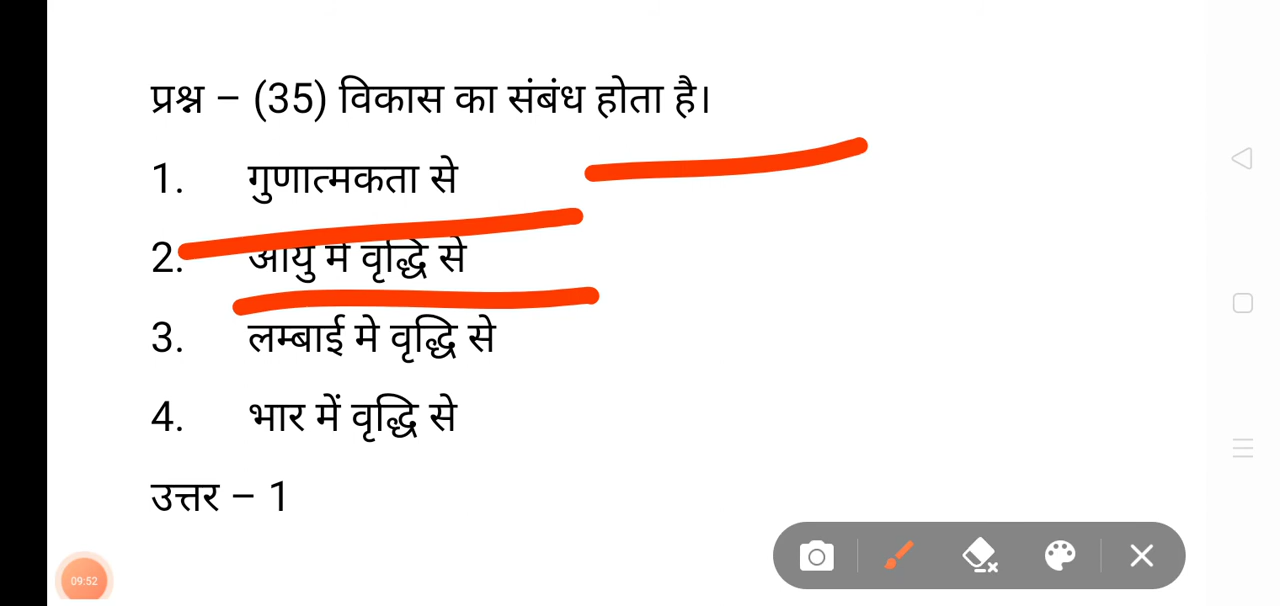 प्रश्न – (35) विकास का संबंध होता है।
1. गुणात्मकता से
2. आयु में वृद्धि से
3. लम्बाई मे वृद्धि से
4. भार में वृद्धि से
उत्तर – 1
09:52